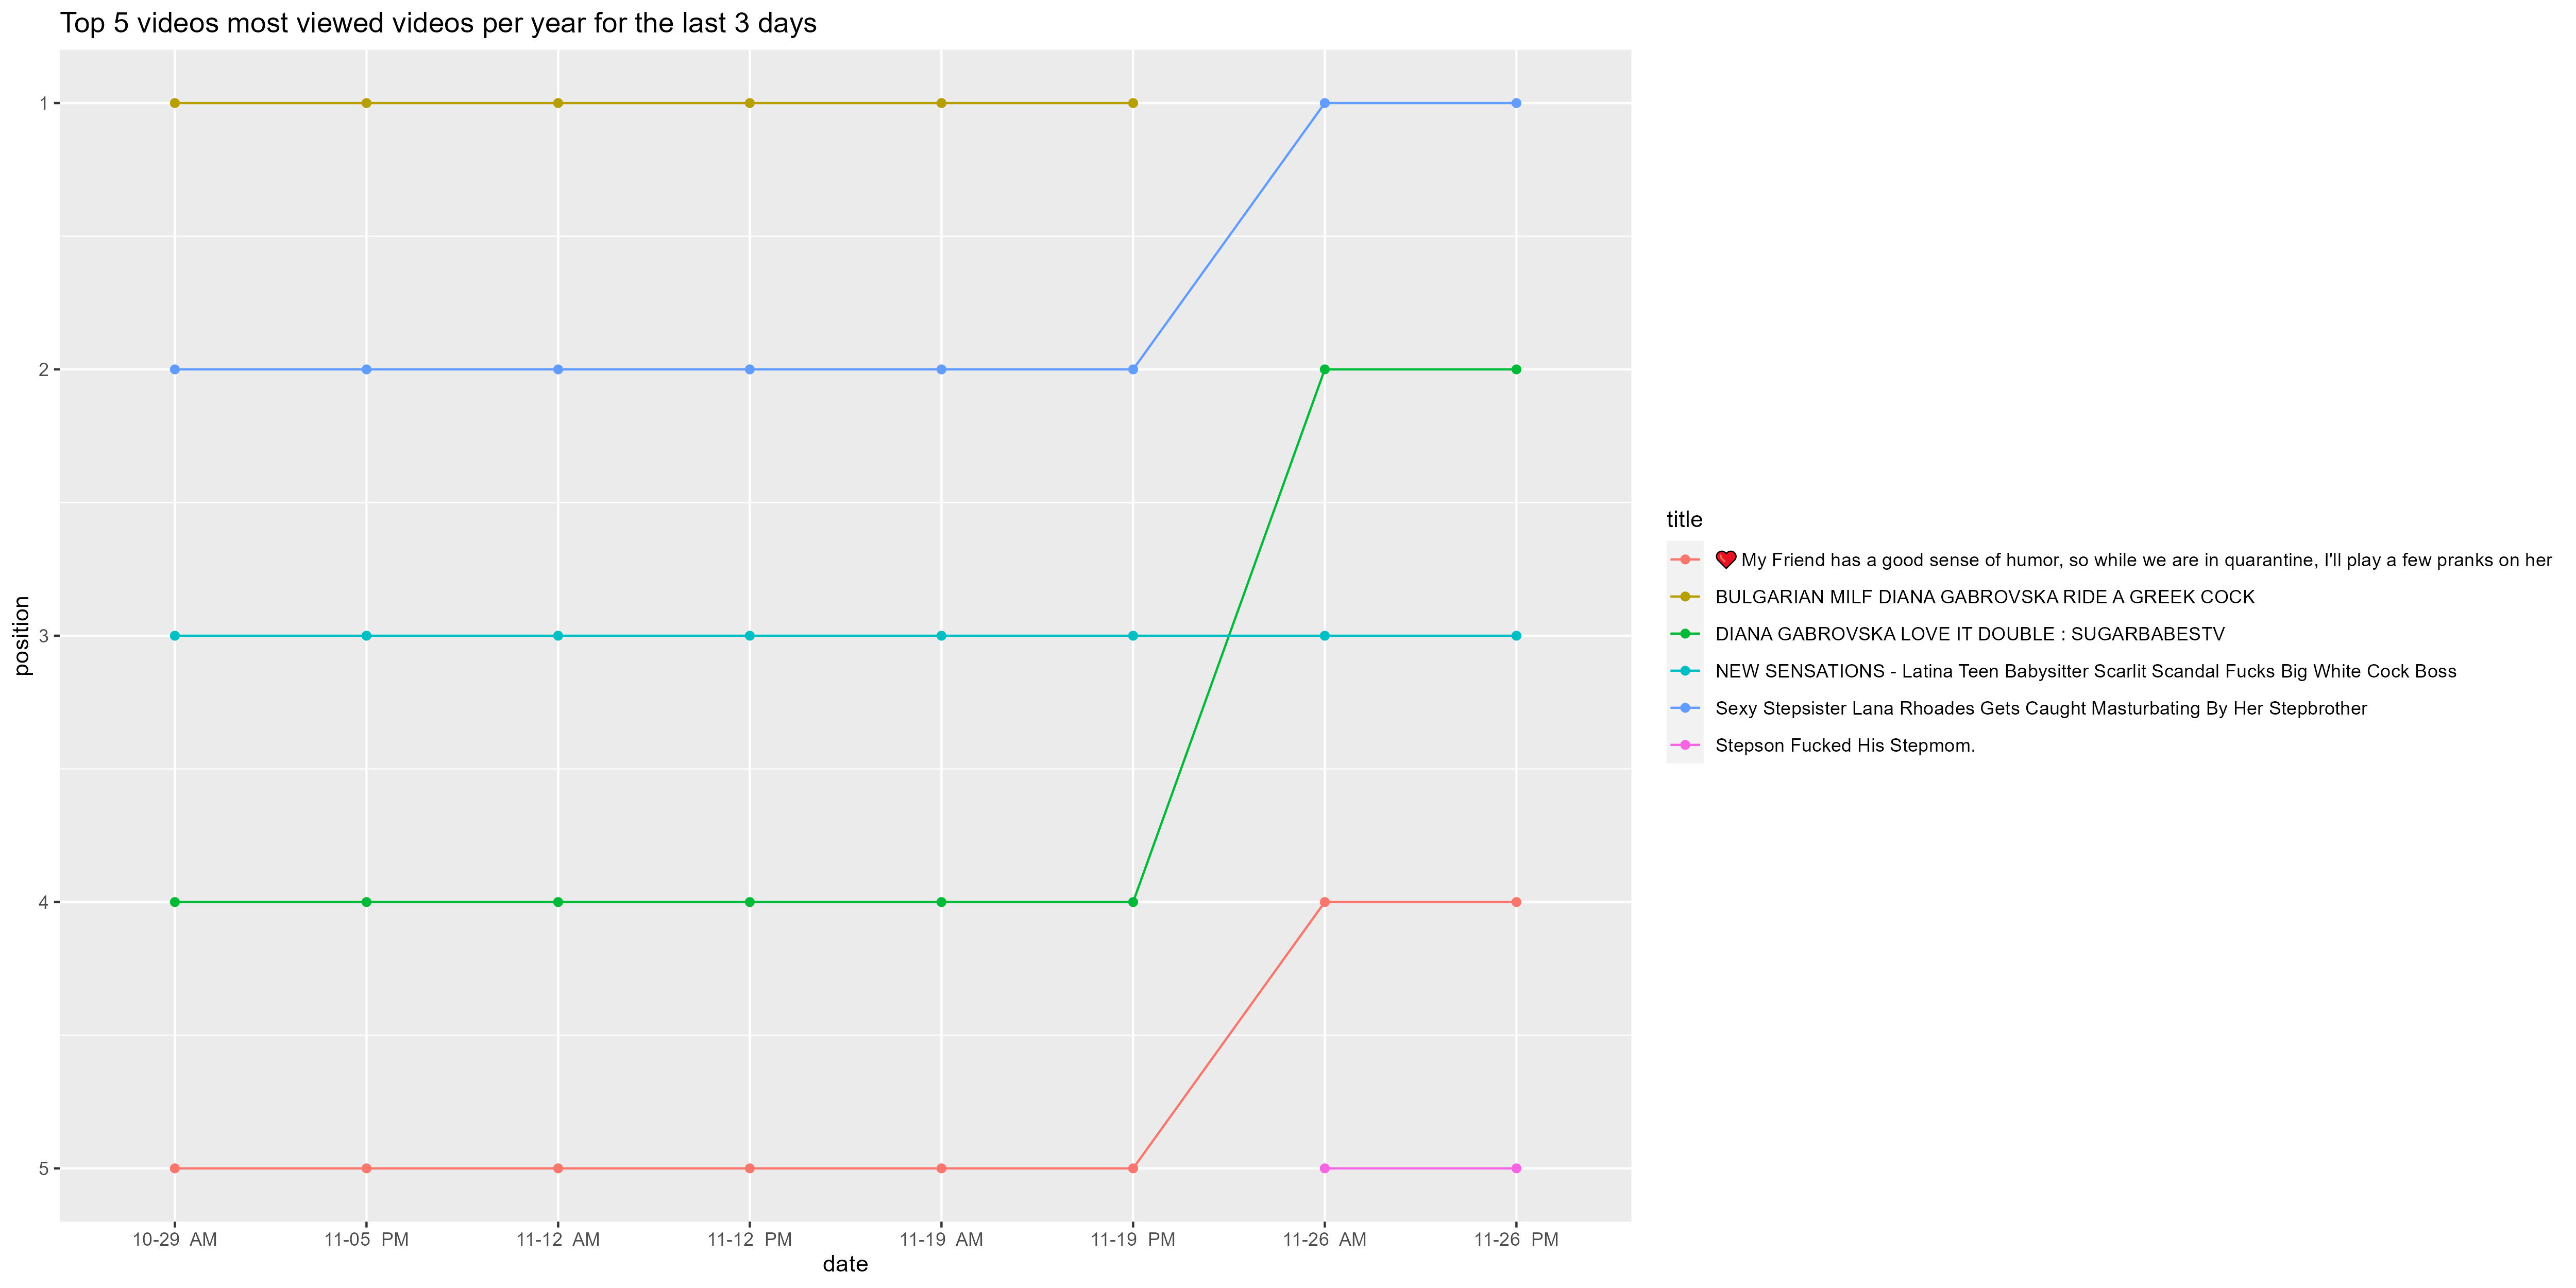 Top 5 videos most viewed videos per year for the last 3 days
1
2
3
4
5
position
10-29 AM
11-05 PM
11-12 AM
11-12 PM
11-19 AM
11-19 PM
11-26 AM
11-26 PM
date
title
❤ My Friend has a good sense of humor, so while we are in quarantine, I'll play a few pranks on her
BULGARIAN MILF DIANA GABROVSKA RIDE A GREEK COCK
DIANA GABROVSKA LOVE IT DOUBLE : SUGARBABESTV
NEW SENSATIONS - Latina Teen Babysitter Scarlit Scandal Fucks Big White Cock Boss
Sexy Stepsister Lana Rhoades Gets Caught Masturbating By Her Stepbrother
Stepson Fucked His Stepmom.